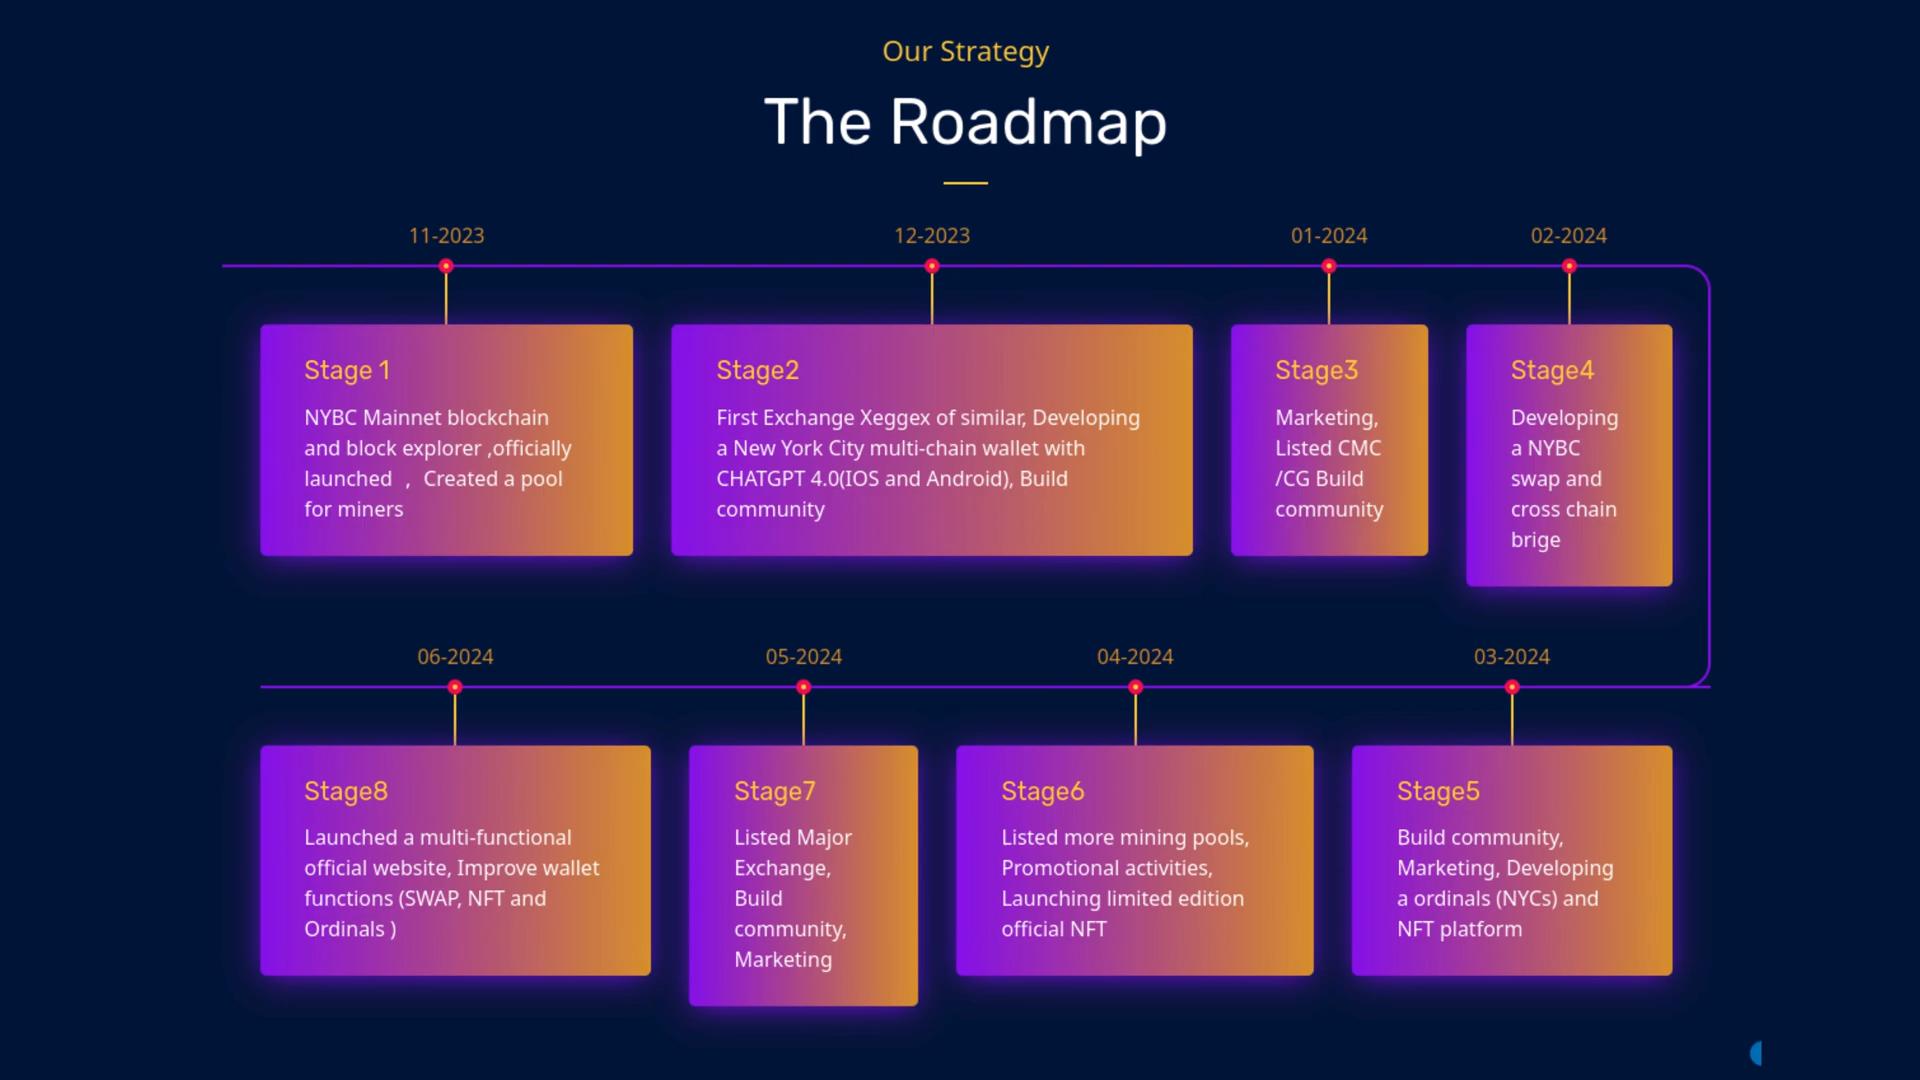 Our Strategy
The Roadmap
11-2023
12-2023
01-2024
02-2024
Stage 1
NYBC Mainnet blockchain
and block explorer ,officially
launched ， Created a pool
for miners
Stage2
First Exchange Xeggex of similar, Developing
a New York City multi-chain wallet with
CHATGPT 4.0(IOS and Android), Build
community
Stage3
Marketing,
Listed CMC
/CG Build
community
Stage4
Developing
a NYBC
swap and
cross chain
brige
06-2024
05-2024
04-2024
03-2024
Stage8
Launched a multi-functional
official website, Improve wallet
functions (SWAP, NFT and
Ordinals )
Stage7
Listed Major
Exchange,
Build
community,
Marketing
Stage6
Listed more mining pools,
Promotional activities,
Launching limited edition
official NFT
Stage5
Build community,
Marketing, Developing
a ordinals (NYCs) and
NFT platform